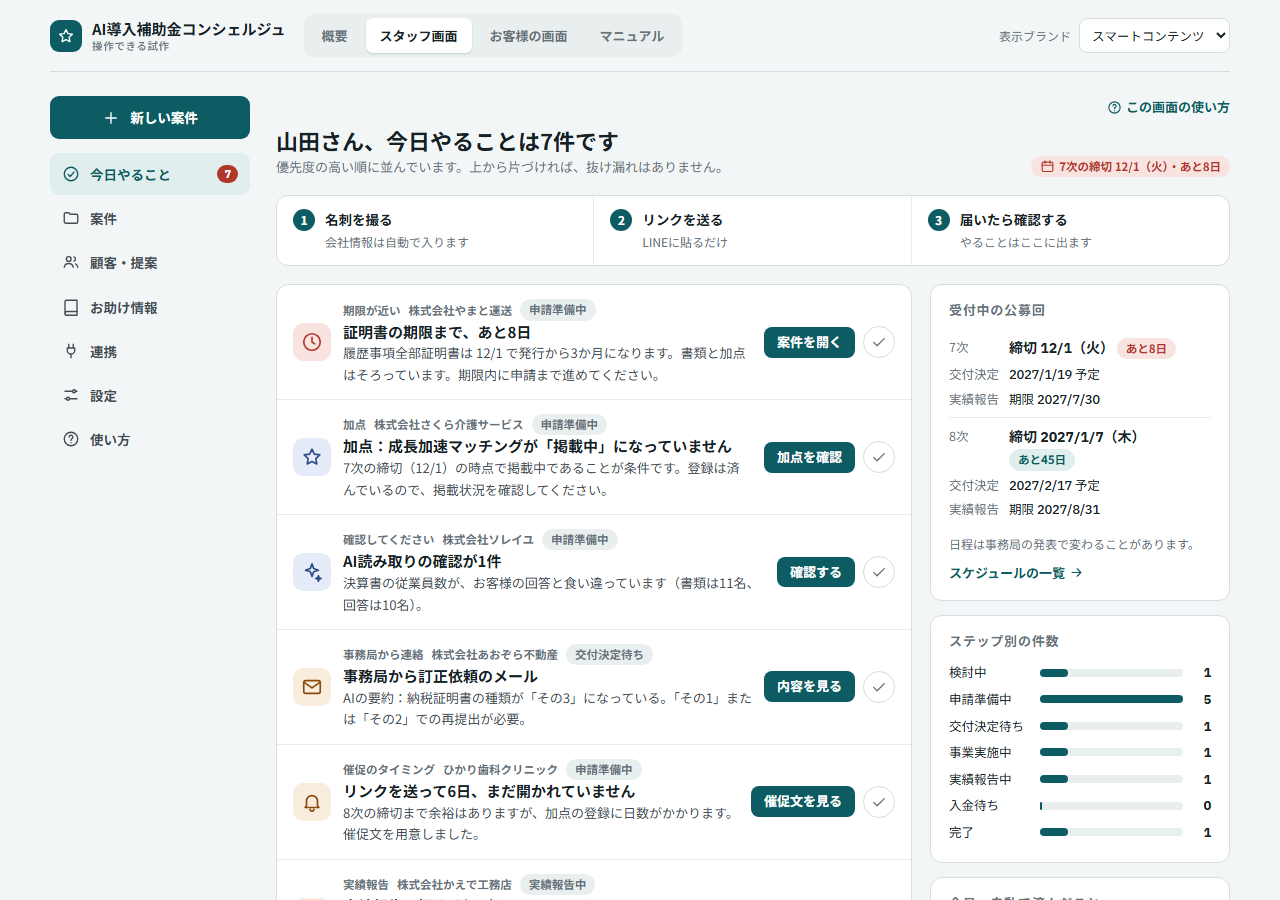 AI導入補助金コンシェルジュ
操作できる試作
概要
スタッフ画面
お客様の画面
マニュアル
表示ブランド
スマートコンテンツ
新しい案件
今日やること
7
案件
顧客・提案
お助け情報
連携
設定
使い方
この画面の使い方
山田さん、今日やることは7件です
優先度の高い順に並んでいます。上から片づければ、抜け漏れはありません。
7次の締切 12/1（火）・あと8日
1 名刺を撮る
会社情報は自動で入ります
2 リンクを送る
LINEに貼るだけ
3 届いたら確認する
やることはここに出ます
期限が近い 株式会社やまと運送 申請準備中
証明書の期限まで、あと8日
履歴事項全部証明書は 12/1 で発行から3か月になります。書類と加点
はそろっています。期限内に申請まで進めてください。
案件を開く
加点 株式会社さくら介護サービス 申請準備中
加点：成長加速マッチングが「掲載中」になっていません
7次の締切（12/1）の時点で掲載中であることが条件です。登録は済
んでいるので、掲載状況を確認してください。
加点を確認
確認してください 株式会社ソレイユ 申請準備中
AI読み取りの確認が1件
決算書の従業員数が、お客様の回答と食い違っています（書類は11名、
回答は10名）。
確認する
事務局から連絡 株式会社あおぞら不動産 交付決定待ち
事務局から訂正依頼のメール
AIの要約：納税証明書の種類が「その3」になっている。「その1」また
は「その2」での再提出が必要。
内容を見る
催促のタイミング ひかり歯科クリニック 申請準備中
リンクを送って6日、まだ開かれていません
8次の締切まで余裕はありますが、加点の登録に日数がかかります。
催促文を用意しました。
催促文を見る
実績報告 株式会社かえで工務店 実績報告中
受付中の公募回
7次 締切 12/1（火） あと8日
交付決定 2027/1/19 予定
実績報告 期限 2027/7/30
8次 締切 2027/1/7（木）
あと45日
交付決定 2027/2/17 予定
実績報告 期限 2027/8/31
日程は事務局の発表で変わることがあります。
スケジュールの一覧 →
ステップ別の件数
検討中 1
申請準備中 5
交付決定待ち 1
事業実施中 1
実績報告中 1
入金待ち 0
完了 1